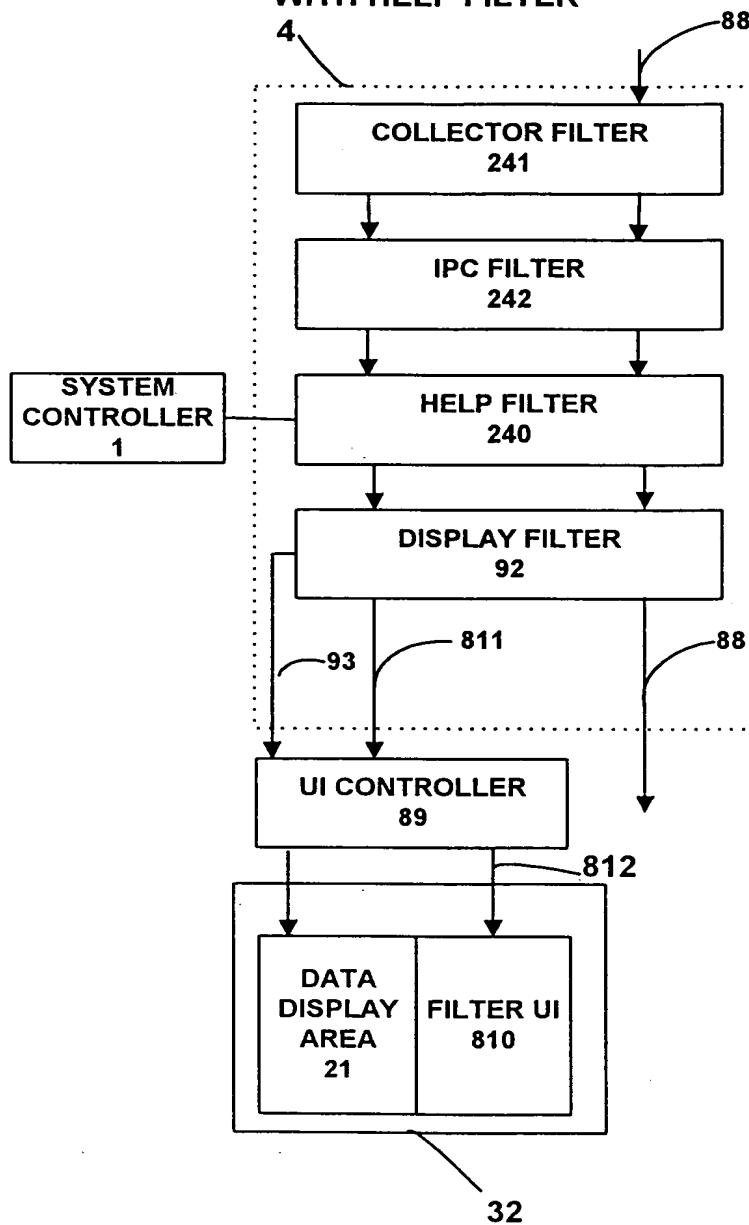 WITH HELP FILTER
4
88
COLLECTOR FILTER
241
IPC FILTER
242
SYSTEM
CONTROLLER
1
HELP FILTER
240
DISPLAY FILTER
92
93
811
88
UI CONTROLLER
89
812
DATA
DISPLAY
AREA
21
FILTER UI
810
32